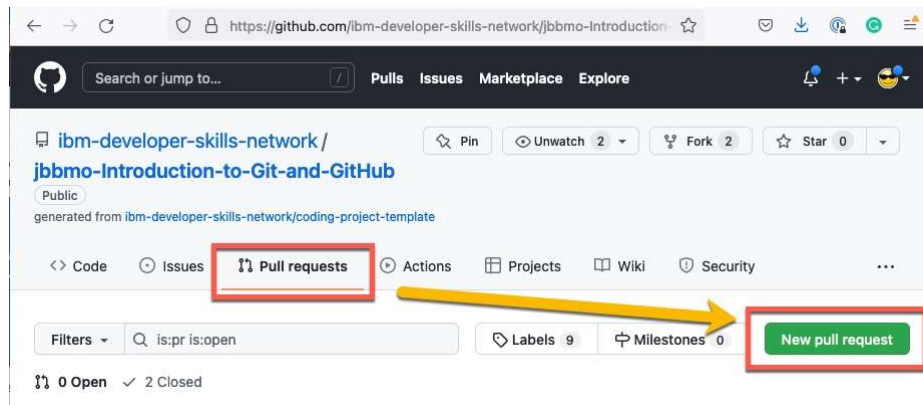 https://github.com/ibm-developer-skills-network/jbbmo-Introduction-
Search or jump to... / Pulls Issues Marketplace Explore
ibm-developer-skills-network / Pin Unwatch 2 Fork 2 Star 0
jbbmo-Introduction-to-Git-and-GitHub
Public
generated from ibm-developer-skills-network/coding-project-template
<> Code Issues Pull requests Actions Projects Wiki Security ...
Filters is:pr is:open Labels 9 Milestones 0 New pull request
0 Open 2 Closed